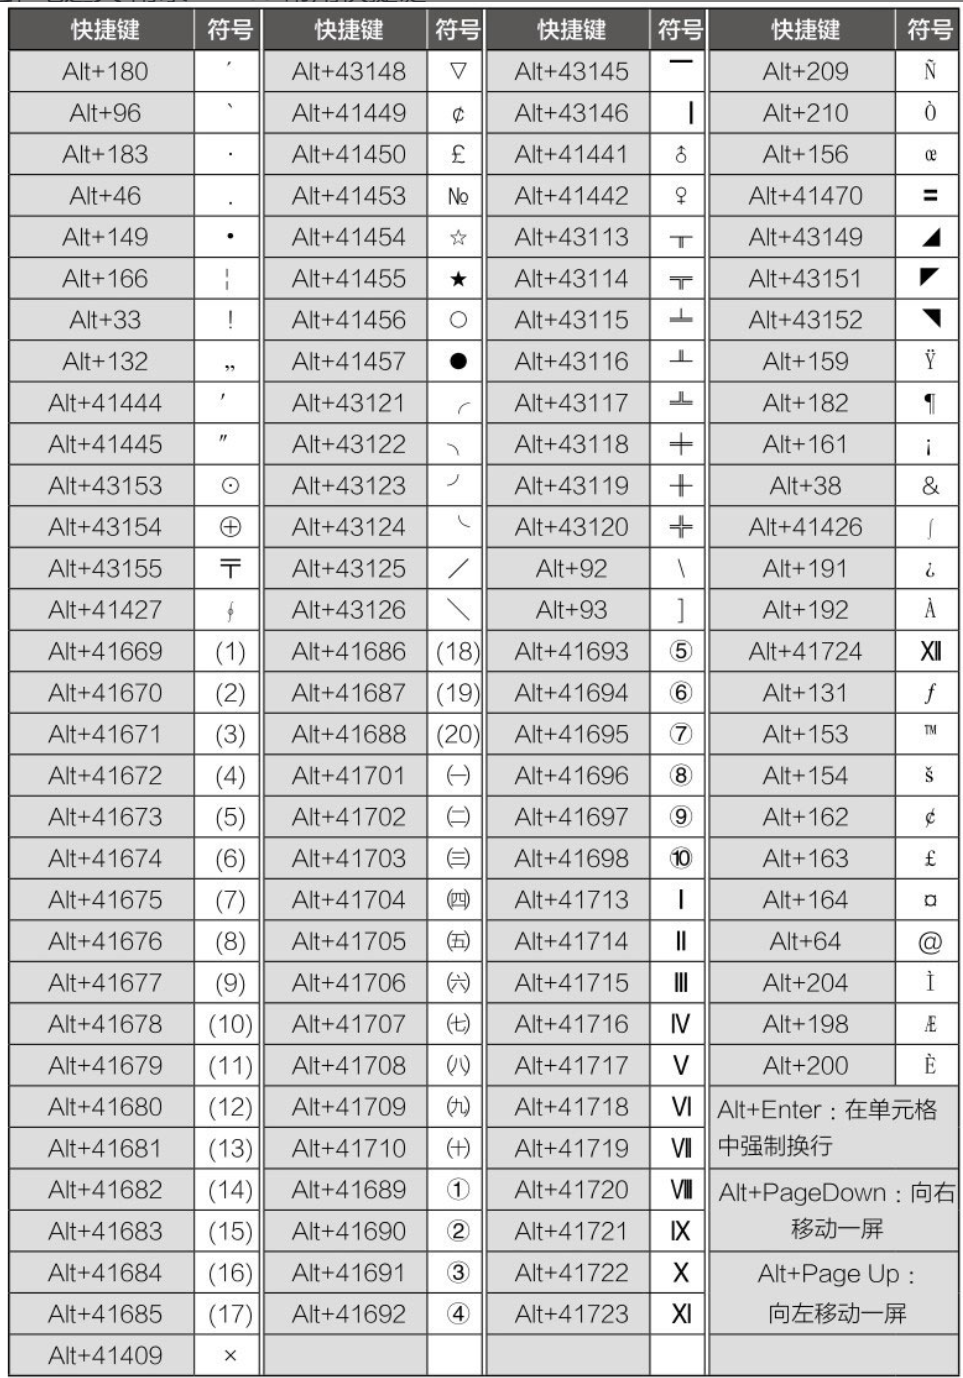 快捷键 符号 快捷键 符号 快捷键 符号 快捷键 符号
Alt+180 ´ Alt+43148 ▽ Alt+43145 ▔ Alt+209 Ñ
Alt+96 ` Alt+41449 ¢ Alt+43146 ▕ Alt+210 Ò
Alt+183 · Alt+41450 £ Alt+41441 ♂ Alt+156 œ
Alt+46 . Alt+41453 № Alt+41442 ♀ Alt+41470 〓
Alt+149 • Alt+41454 ☆ Alt+43113 ╥ Alt+43149 ◢
Alt+166 ¦ Alt+41455 ★ Alt+43114 ╦ Alt+43151 ◤
Alt+33 ! Alt+41456 ○ Alt+43115 ╧ Alt+43152 ◥
Alt+132 „ Alt+41457 ● Alt+43116 ╨ Alt+159 Ÿ
Alt+41444 ′ Alt+43121 ╭ Alt+43117 ╩ Alt+182 ¶
Alt+41445 ″ Alt+43122 ╮ Alt+43118 ╪ Alt+161 ¡
Alt+43153 ⊙ Alt+43123 ╯ Alt+43119 ╫ Alt+38 &
Alt+43154 ⊕ Alt+43124 ╰ Alt+43120 ╬ Alt+41426 ∫
Alt+43155 〒 Alt+43125 ╱ Alt+92 \ Alt+191 ¿
Alt+41427 ∮ Alt+43126 ╲ Alt+93 ] Alt+192 À
Alt+41669 (1) Alt+41686 (18) Alt+41693 ⑤ Alt+41724 Ⅻ
Alt+41670 (2) Alt+41687 (19) Alt+41694 ⑥ Alt+131 ƒ
Alt+41671 (3) Alt+41688 (20) Alt+41695 ⑦ Alt+153 ™
Alt+41672 (4) Alt+41701 ㈠ Alt+41696 ⑧ Alt+154 š
Alt+41673 (5) Alt+41702 ㈡ Alt+41697 ⑨ Alt+162 ¢
Alt+41674 (6) Alt+41703 ㈢ Alt+41698 ⑩ Alt+163 £
Alt+41675 (7) Alt+41704 ㈣ Alt+41713 Ⅰ Alt+164 ¤
Alt+41676 (8) Alt+41705 ㈤ Alt+41714 Ⅱ Alt+64 @
Alt+41677 (9) Alt+41706 ㈥ Alt+41715 Ⅲ Alt+204 Ì
Alt+41678 (10) Alt+41707 ㈦ Alt+41716 Ⅳ Alt+198 Æ
Alt+41679 (11) Alt+41708 ㈧ Alt+41717 Ⅴ Alt+200 È
Alt+41680 (12) Alt+41709 ㈨ Alt+41718 Ⅵ Alt+Enter：在单元格
Alt+41681 (13) Alt+41710 ㈩ Alt+41719 Ⅶ 中强制换行
Alt+41682 (14) Alt+41689 ① Alt+41720 Ⅷ Alt+PageDown：向右
Alt+41683 (15) Alt+41690 ② Alt+41721 Ⅸ 移动一屏
Alt+41684 (16) Alt+41691 ③ Alt+41722 Ⅹ Alt+Page Up：
Alt+41685 (17) Alt+41692 ④ Alt+41723 Ⅺ 向左移动一屏
Alt+41409 ×